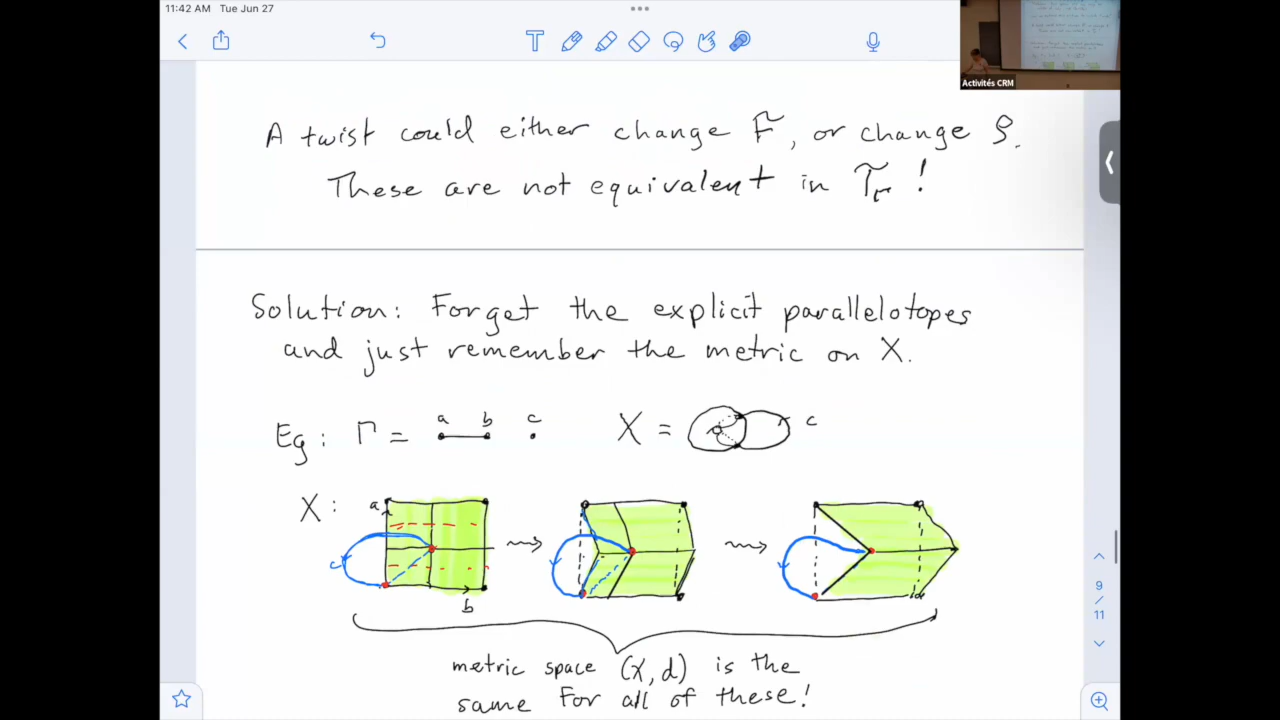 11:42 AM Tue Jun 27
Activités CRM
A twist could either change F, or change ρ.
These are not equivalent in 𝒯Γ !
Solution: Forget the explicit parallelotopes
and just remember the metric on X.
Eg: Γ = a b c X = c
X: a c b
metric space (X, d) is the
same for all of these!
9
/
11